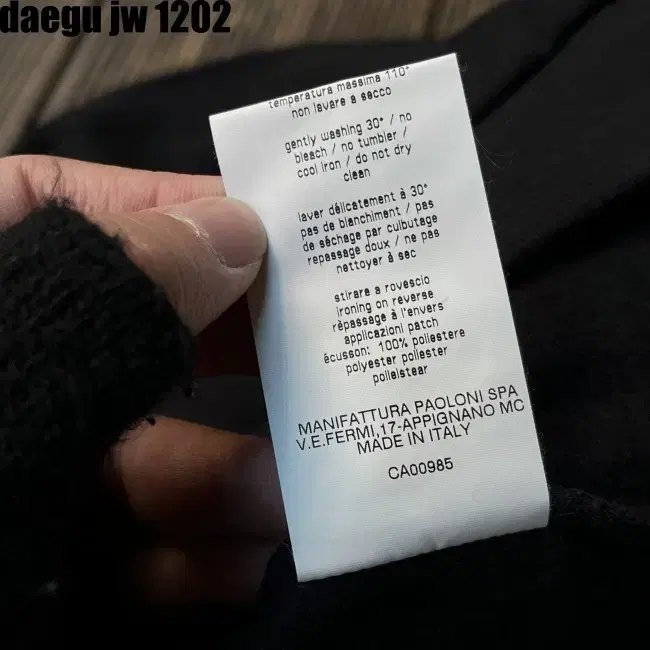 daegu jw 1202
temperatura massima 110°
non lavare a secco
gently washing 30° / no
bleach / no tumbler /
cool iron / do not dry
clean
laver délicatement à 30°
pas de blanchiment / pas
de séchage par culbutage
repassage doux / ne pas
nettoyer à sec
stirare a rovescio
ironing on reverse
rèpassage à l'envers
applicazioni patch
écusson: 100% poliestere
polyester poliester
polielstear
MANIFATTURA PAOLONI SPA
V.E.FERMI,17-APPIGNANO MC
MADE IN ITALY
CA00985